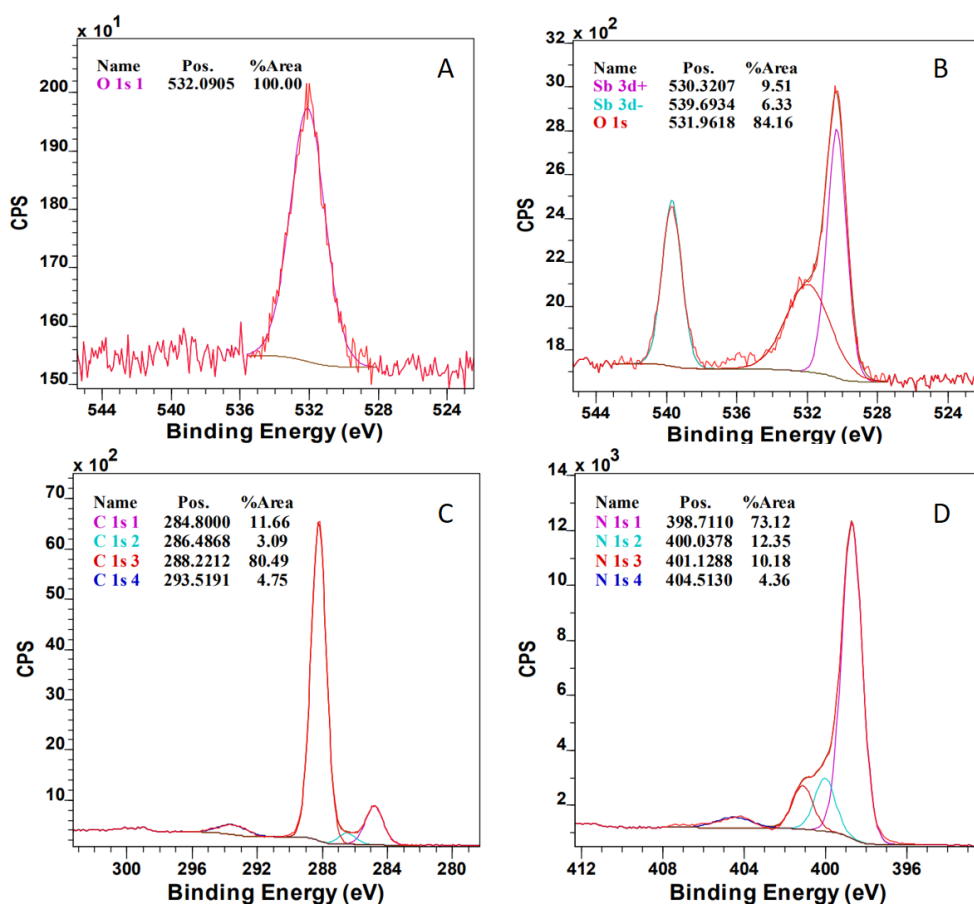 x 10^1
A
Name Pos. %Area
O 1s 1 532.0905 100.00
200
190
180
170
160
150
CPS
544 540 536 532 528 524
Binding Energy (eV)
x 10^2
B
Name Pos. %Area
Sb 3d+ 530.3207 9.51
Sb 3d- 539.6934 6.33
O 1s 531.9618 84.16
32
30
28
26
24
22
20
18
CPS
544 540 536 532 528 524
Binding Energy (eV)
x 10^2
C
Name Pos. %Area
C 1s 1 284.8000 11.66
C 1s 2 286.4868 3.09
C 1s 3 288.2212 80.49
C 1s 4 293.5191 4.75
70
60
50
40
30
20
10
CPS
300 296 292 288 284 280
Binding Energy (eV)
x 10^3
D
Name Pos. %Area
N 1s 1 398.7110 73.12
N 1s 2 400.0378 12.35
N 1s 3 401.1288 10.18
N 1s 4 404.5130 4.36
14
12
10
8
6
4
2
CPS
412 408 404 400 396
Binding Energy (eV)